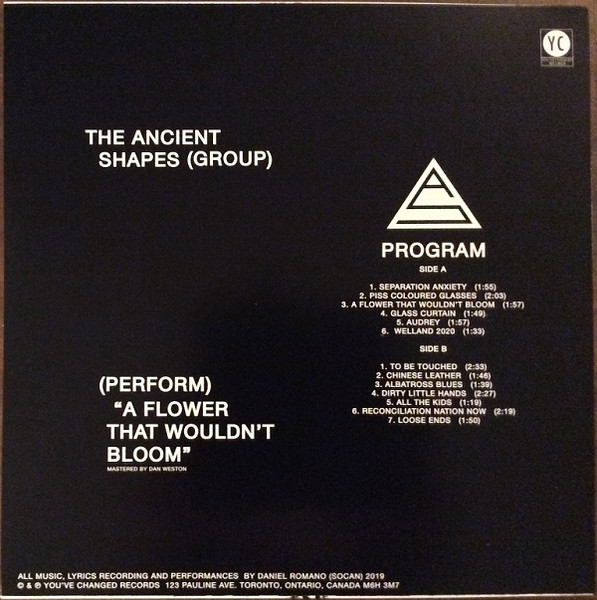 YC
THE ANCIENT
SHAPES (GROUP)
AS
PROGRAM
SIDE A
1. SEPARATION ANXIETY (1:55)
2. PISS COLOURED GLASSES (2:03)
3. A FLOWER THAT WOULDN'T BLOOM (1:57)
4. GLASS CURTAIN (1:49)
5. AUDREY (1:57)
6. WELLAND 2020 (1:33)
SIDE B
1. TO BE TOUCHED (2:33)
2. CHINESE LEATHER (1:46)
3. ALBATROSS BLUES (1:39)
4. DIRTY LITTLE HANDS (2:27)
5. ALL THE KIDS (1:19)
6. RECONCILIATION NATION NOW (2:19)
7. LOOSE ENDS (1:50)
(PERFORM)
“A FLOWER
THAT WOULDN'T
BLOOM”
MASTERED BY DAN WESTON
ALL MUSIC, LYRICS RECORDING AND PERFORMANCES BY DANIEL ROMANO (SOCAN) 2019
© & ℗ YOU'VE CHANGED RECORDS 123 PAULINE AVE. TORONTO, ONTARIO, CANADA M6H 3M7